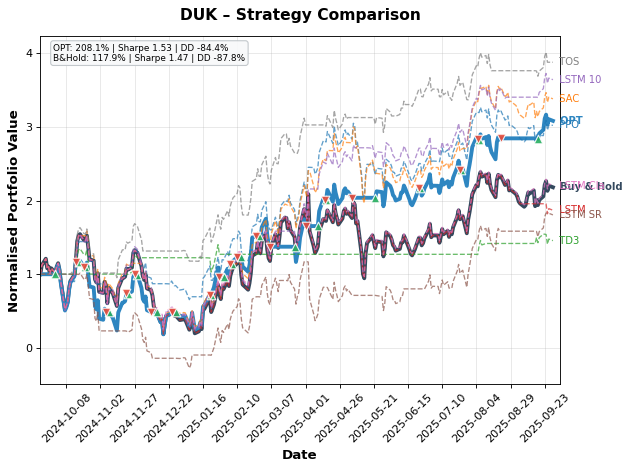 DUK – Strategy Comparison
OPT: 208.1% | Sharpe 1.53 | DD -84.4%
B&Hold: 117.9% | Sharpe 1.47 | DD -87.8%
Normalised Portfolio Value
4
3
2
1
0
TOS
LSTM 10
SAC
OPT
PPO
Buy & Hold
LSTM
LSTM SR
TD3
2024-10-08
2024-11-02
2024-11-27
2024-12-22
2025-01-16
2025-02-10
2025-03-07
2025-04-01
2025-04-26
2025-05-21
2025-06-15
2025-07-10
2025-08-04
2025-08-29
2025-09-23
Date